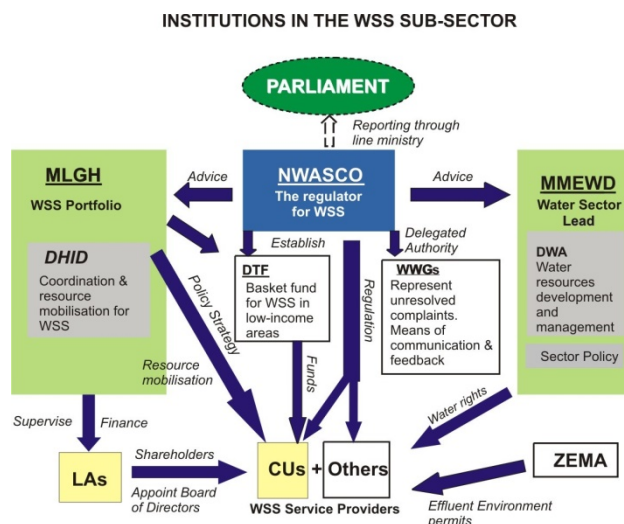 INSTITUTIONS IN THE WSS SUB-SECTOR
PARLIAMENT
Reporting through
line ministry
MLGH
WSS Portfolio
DHID
Coordination &
resource
mobilisation for
WSS
Advice
NWASCO
The regulator
for WSS
Advice
MMEWD
Water Sector
Lead
DWA
Water
resources
development
and
management
Sector Policy
Establish
Delegated
Authority
DTF
Basket fund
for WSS in
low-income
areas
WWGs
Represent
unresolved
complaints.
Means of
communication &
feedback
Policy Strategy
Regulation
Resource
mobilisation
Funds
Water rights
Supervise
Finance
LAs
Shareholders
Appoint Board
of Directors
CUs + Others
WSS Service Providers
ZEMA
Effluent Environment
permits